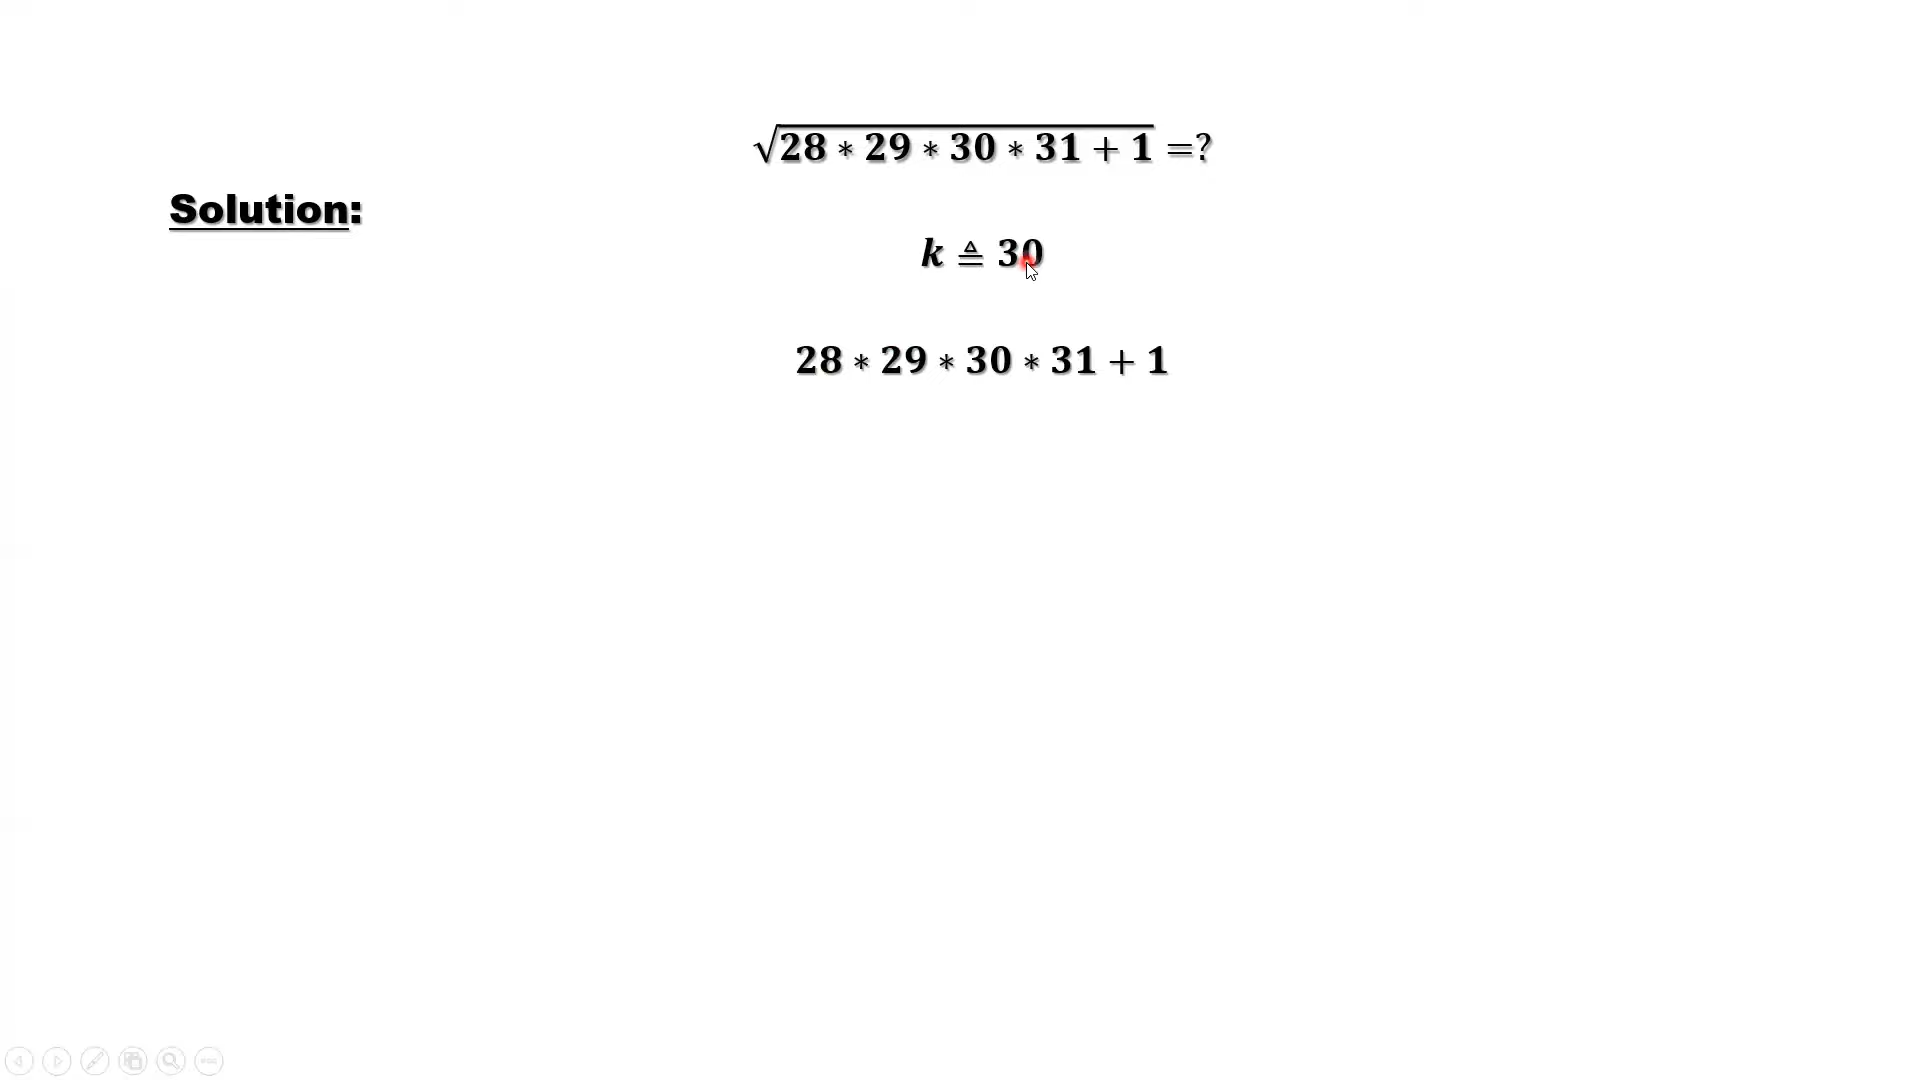 √28 * 29 * 30 * 31 + 1 =?
Solution:
k ≜ 30
28 * 29 * 30 * 31 + 1